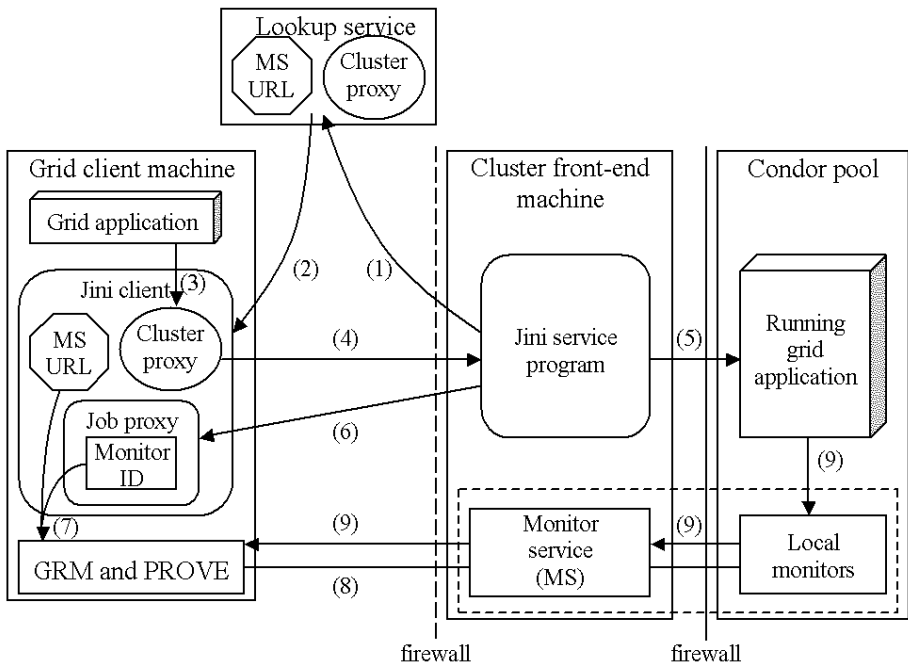 Lookup service
MS
URL
Cluster
proxy
Grid client machine
Cluster front-end
machine
Condor pool
Grid application
(3)
(2)
(1)
Jini client
MS
URL
Cluster
proxy
(4)
Jini service
program
(5)
Running
grid
application
Job proxy
Monitor
ID
(6)
(9)
(7)
(9)
Monitor
service
(MS)
(9)
Local
monitors
GRM and PROVE
(8)
firewall
firewall